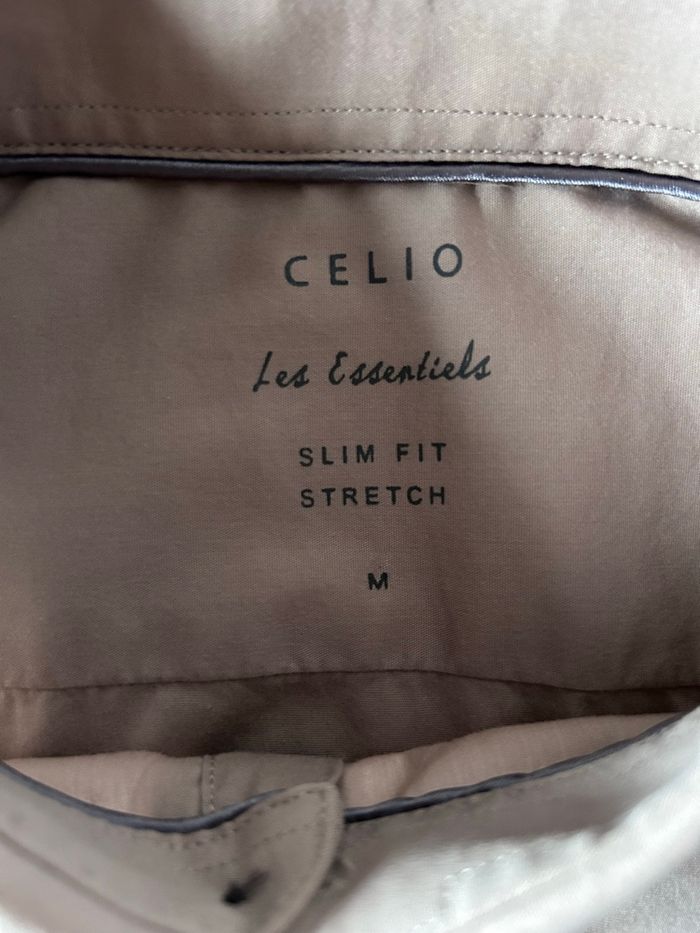 CELIO
Les Essentiels
SLIM FIT
STRETCH
M